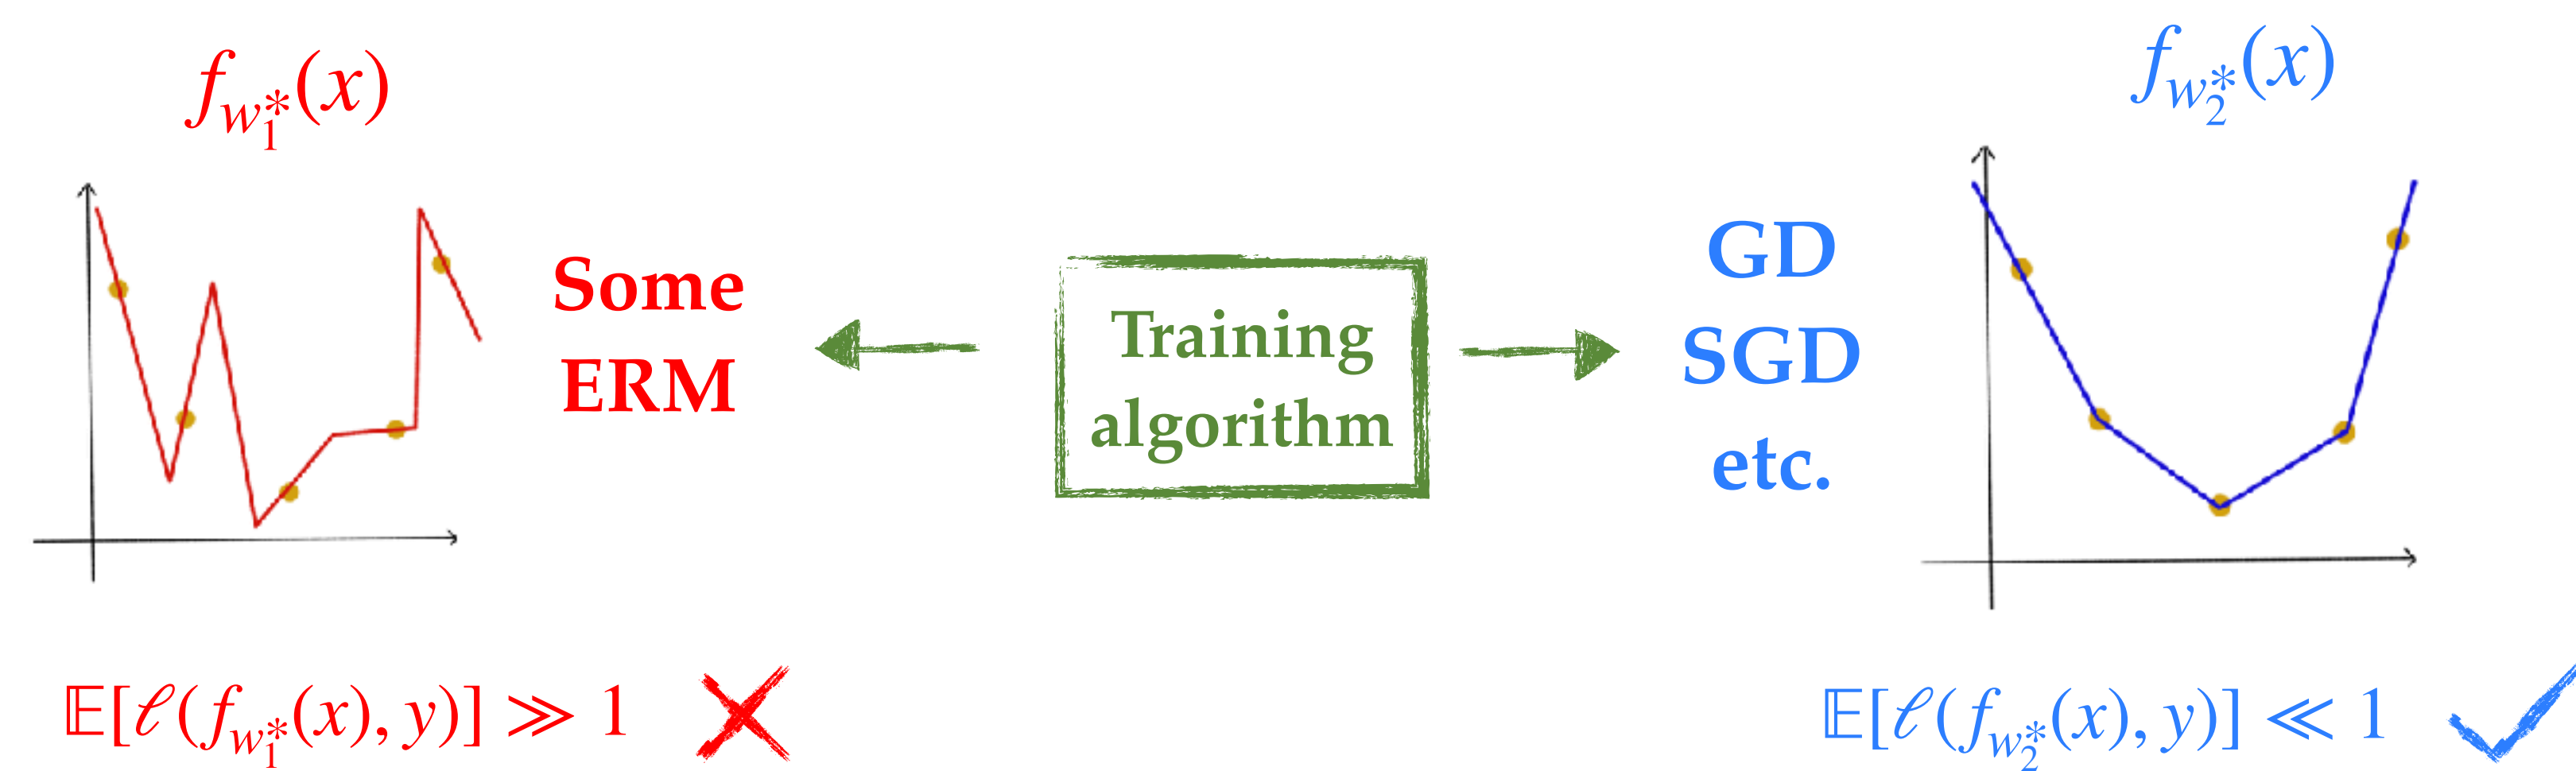 f_{w_1^*}(x)
Some
ERM
𝔼[ℓ(f_{w_1^*}(x), y)] ≫ 1
Training
algorithm
GD
SGD
etc.
f_{w_2^*}(x)
𝔼[ℓ(f_{w_2^*}(x), y)] ≪ 1